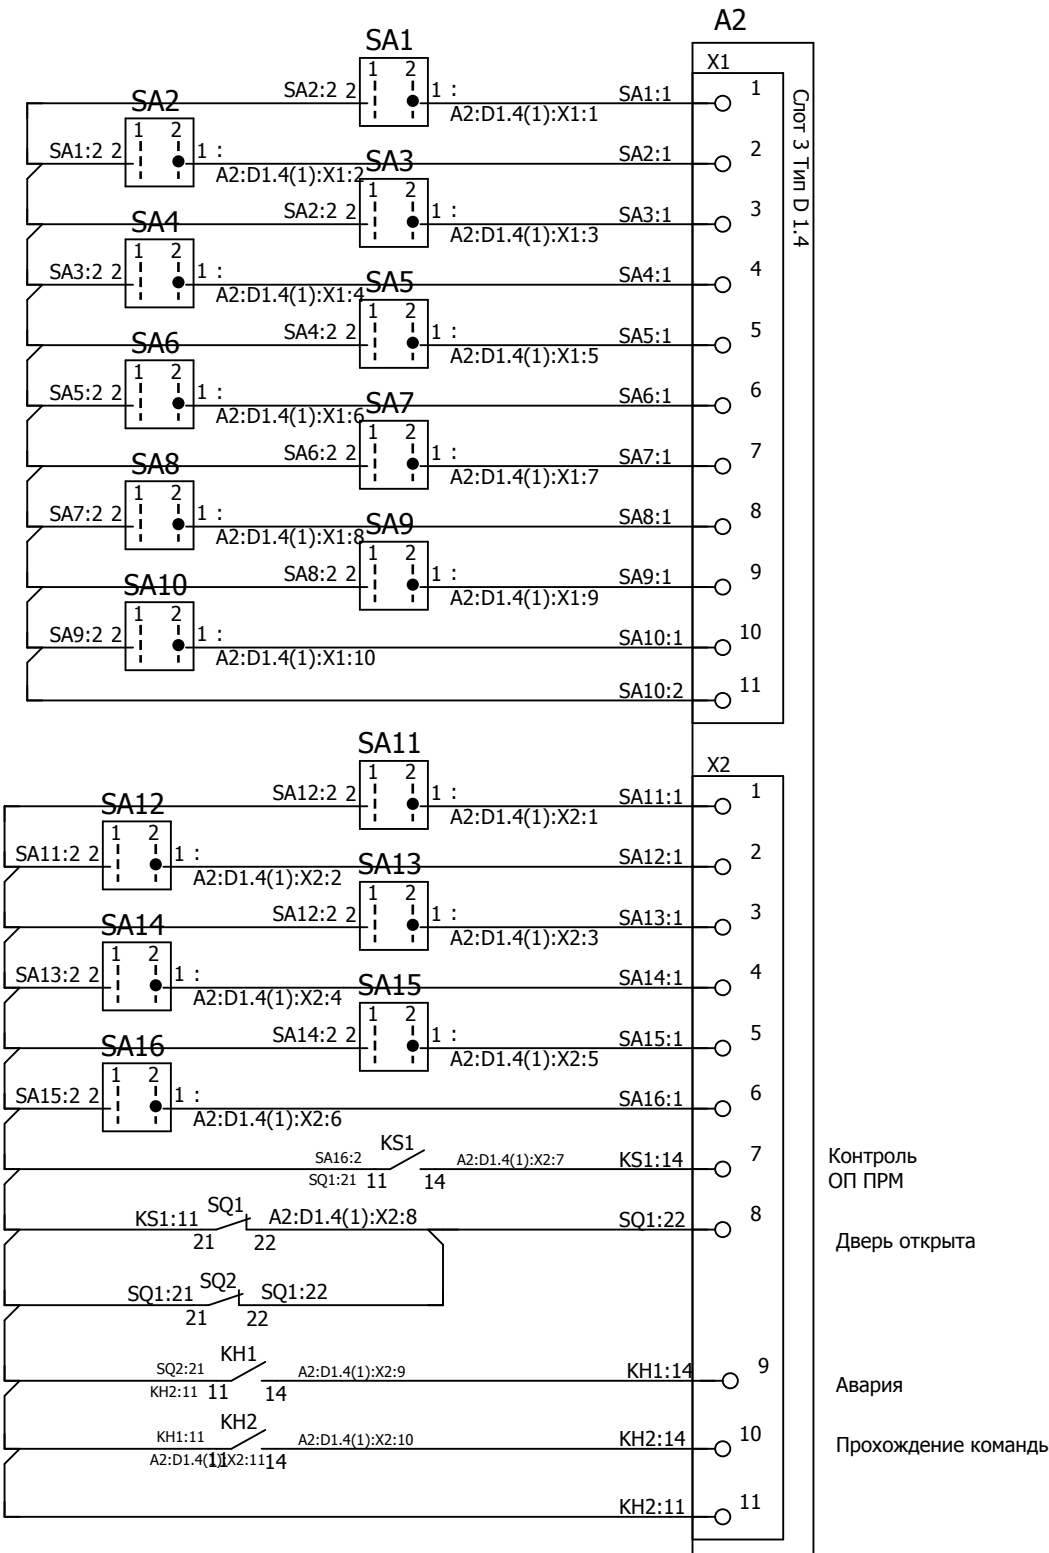 A2
SA1
X1
1 2
SA2:2 2
1 :
A2:D1.4(1):X1:1
SA1:1
1
Слот 3 Тип D 1.4
SA2
1 2
SA1:2 2
1 :
A2:D1.4(1):X1:2
SA2:1
2
SA3
1 2
SA2:2 2
1 :
A2:D1.4(1):X1:3
SA3:1
3
SA4
1 2
SA3:2 2
1 :
A2:D1.4(1):X1:4
SA4:1
4
SA5
1 2
SA4:2 2
1 :
A2:D1.4(1):X1:5
SA5:1
5
SA6
1 2
SA5:2 2
1 :
A2:D1.4(1):X1:6
SA6:1
6
SA7
1 2
SA6:2 2
1 :
A2:D1.4(1):X1:7
SA7:1
7
SA8
1 2
SA7:2 2
1 :
A2:D1.4(1):X1:8
SA8:1
8
SA9
1 2
SA8:2 2
1 :
A2:D1.4(1):X1:9
SA9:1
9
SA10
1 2
SA9:2 2
1 :
A2:D1.4(1):X1:10
SA10:1
10
SA10:2
11
SA11
X2
1 2
SA12:2 2
1 :
A2:D1.4(1):X2:1
SA11:1
1
SA12
1 2
SA11:2 2
1 :
A2:D1.4(1):X2:2
SA12:1
2
SA13
1 2
SA12:2 2
1 :
A2:D1.4(1):X2:3
SA13:1
3
SA14
1 2
SA13:2 2
1 :
A2:D1.4(1):X2:4
SA14:1
4
SA15
1 2
SA14:2 2
1 :
A2:D1.4(1):X2:5
SA15:1
5
SA16
1 2
SA15:2 2
1 :
A2:D1.4(1):X2:6
SA16:1
6
KS1
SA16:2
A2:D1.4(1):X2:7
KS1:14
7
SQ1:21 11 14
Контроль
ОП ПРМ
SQ1
KS1:11
A2:D1.4(1):X2:8
SQ1:22
8
21 22
Дверь открыта
SQ2
SQ1:21
SQ1:22
21 22
KH1
SQ2:21
A2:D1.4(1):X2:9
KH1:14
9
KH2:11 11 14
Авария
KH2
KH1:11
A2:D1.4(1):X2:10
KH2:14
10
A2:D1.4(1):X2:11
11 14
Прохождение команды
KH2:11
11